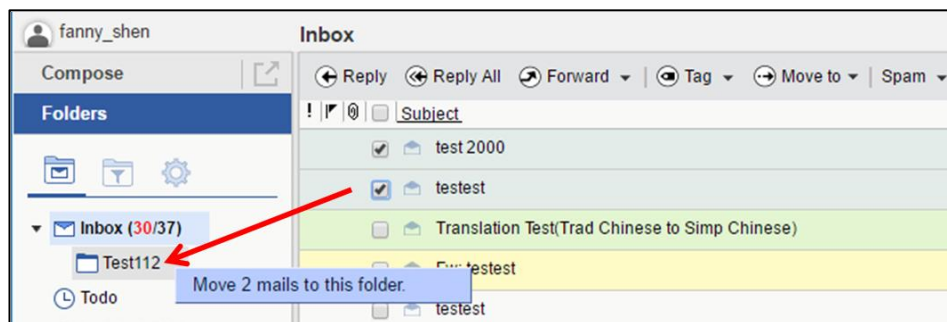 fanny_shen
Inbox
Compose
Reply Reply All Forward Tag Move to Spam
Folders
! Subject
test 2000
testest
Translation Test(Trad Chinese to Simp Chinese)
Inbox (30/37)
Test112
Fw: testest
Move 2 mails to this folder.
Todo
testest